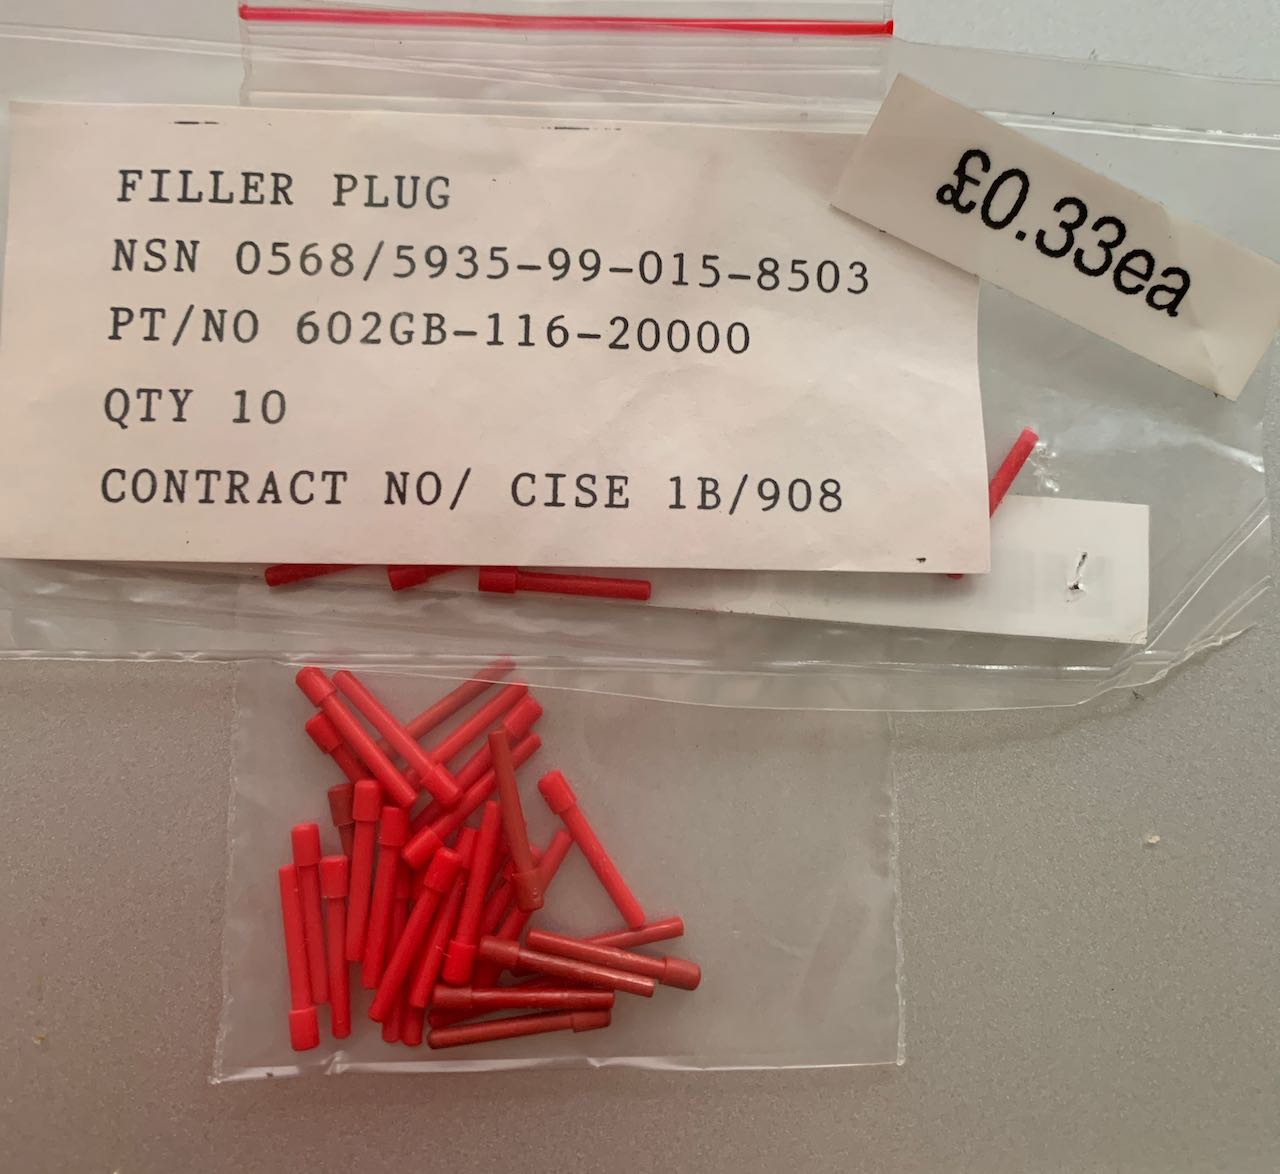 FILLER PLUG
NSN 0568/5935-99-015-8503
PT/NO 602GB-116-20000
QTY 10
CONTRACT NO/ CISE 1B/908
£0.33ea